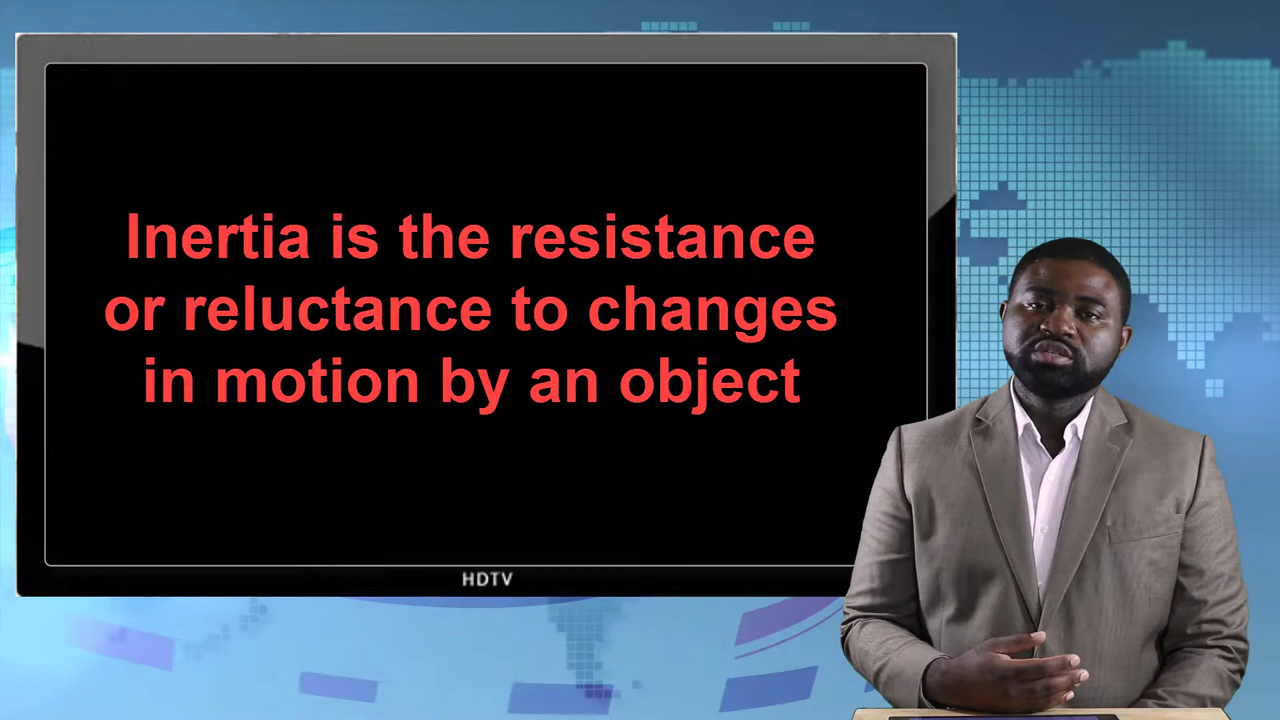 Inertia is the resistance
or reluctance to changes
in motion by an object
HDTV